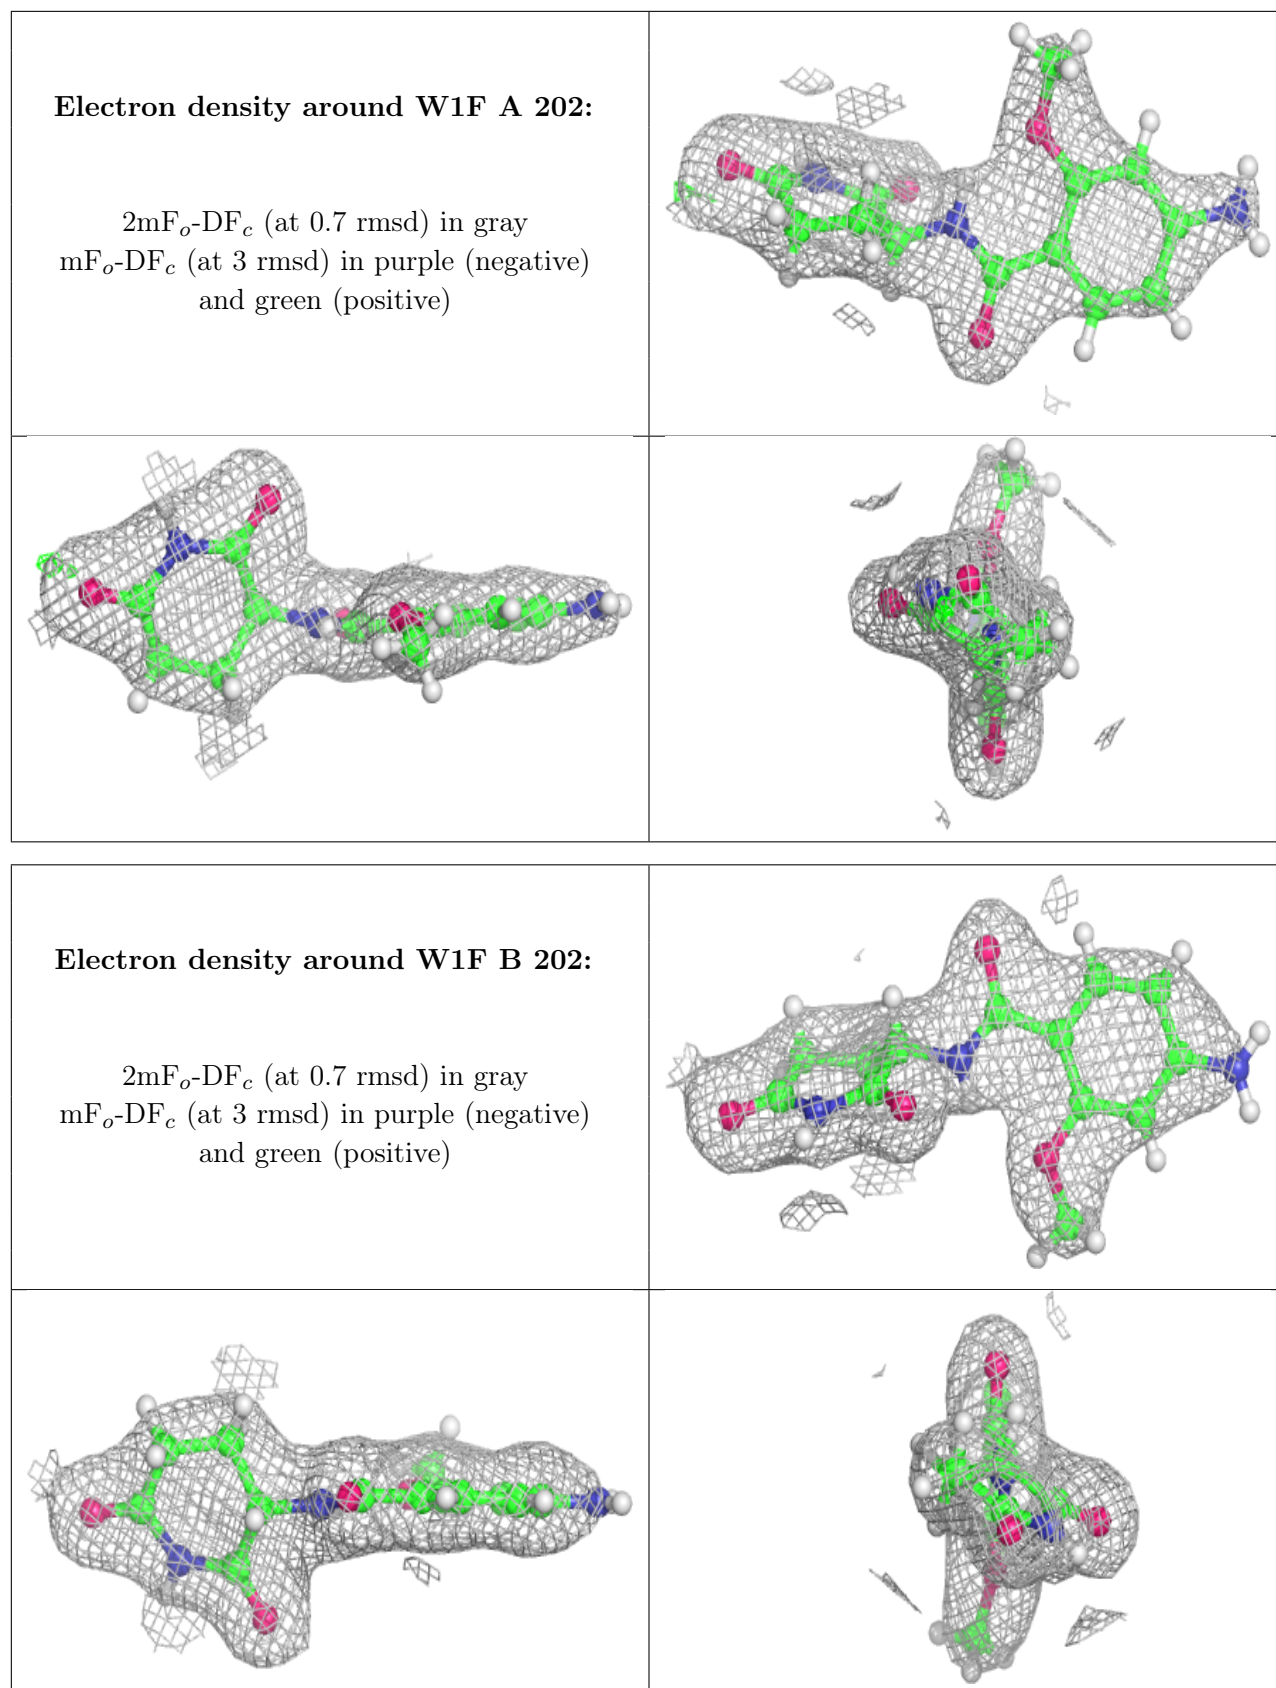 Electron density around W1F A 202:
2mFo-DFc (at 0.7 rmsd) in gray
mFo-DFc (at 3 rmsd) in purple (negative)
and green (positive)
Electron density around W1F B 202:
2mFo-DFc (at 0.7 rmsd) in gray
mFo-DFc (at 3 rmsd) in purple (negative)
and green (positive)